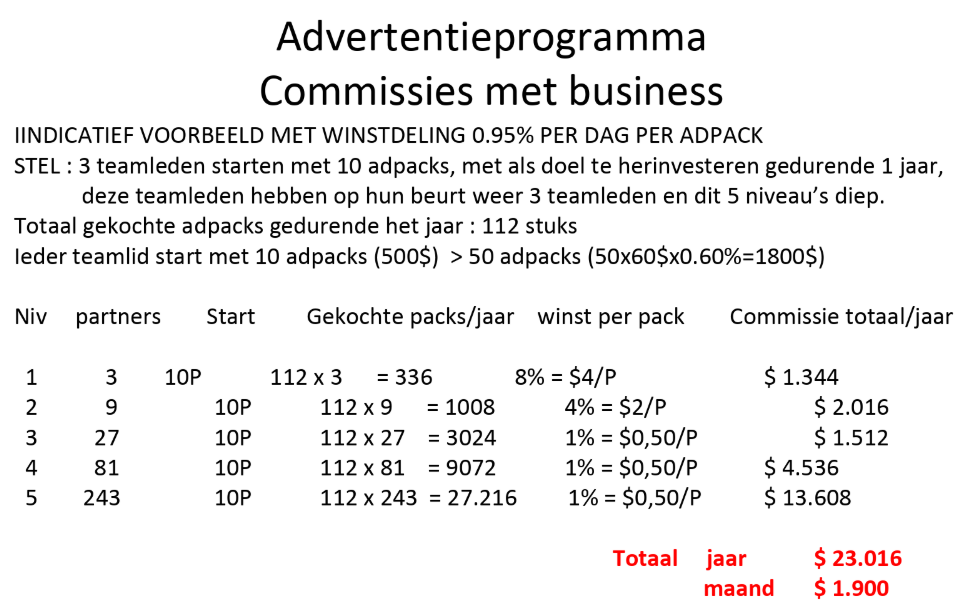 Advertentieprogramma
Commissies met business
IINDICATIEF VOORBEELD MET WINSTDELING 0.95% PER DAG PER ADPACK
STEL : 3 teamleden starten met 10 adpacks, met als doel te herinvesteren gedurende 1 jaar,
deze teamleden hebben op hun beurt weer 3 teamleden en dit 5 niveau’s diep.
Totaal gekochte adpacks gedurende het jaar : 112 stuks
Ieder teamlid start met 10 adpacks (500$) > 50 adpacks (50x60$x0.60%=1800$)
Niv partners Start Gekochte packs/jaar winst per pack Commissie totaal/jaar
1 3 10P 112 x 3 = 336 8% = $4/P $ 1.344
2 9 10P 112 x 9 = 1008 4% = $2/P $ 2.016
3 27 10P 112 x 27 = 3024 1% = $0,50/P $ 1.512
4 81 10P 112 x 81 = 9072 1% = $0,50/P $ 4.536
5 243 10P 112 x 243 = 27.216 1% = $0,50/P $ 13.608
Totaal jaar $ 23.016
maand $ 1.900